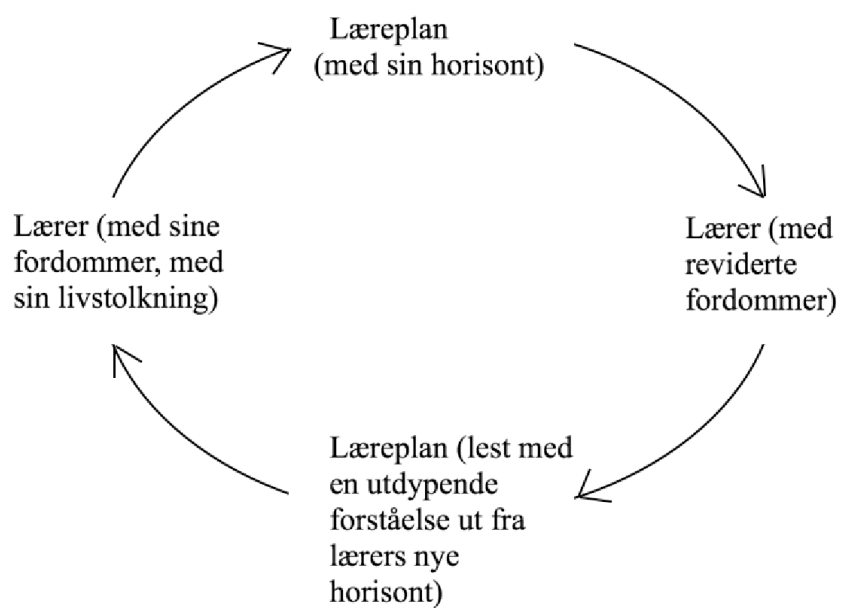 Læreplan
(med sin horisont)
Lærer (med sine
fordommer, med
sin livstolkning)
Lærer (med
reviderte
fordommer)
Læreplan (lest med
en utdypende
forståelse ut fra
lærers nye
horisont)